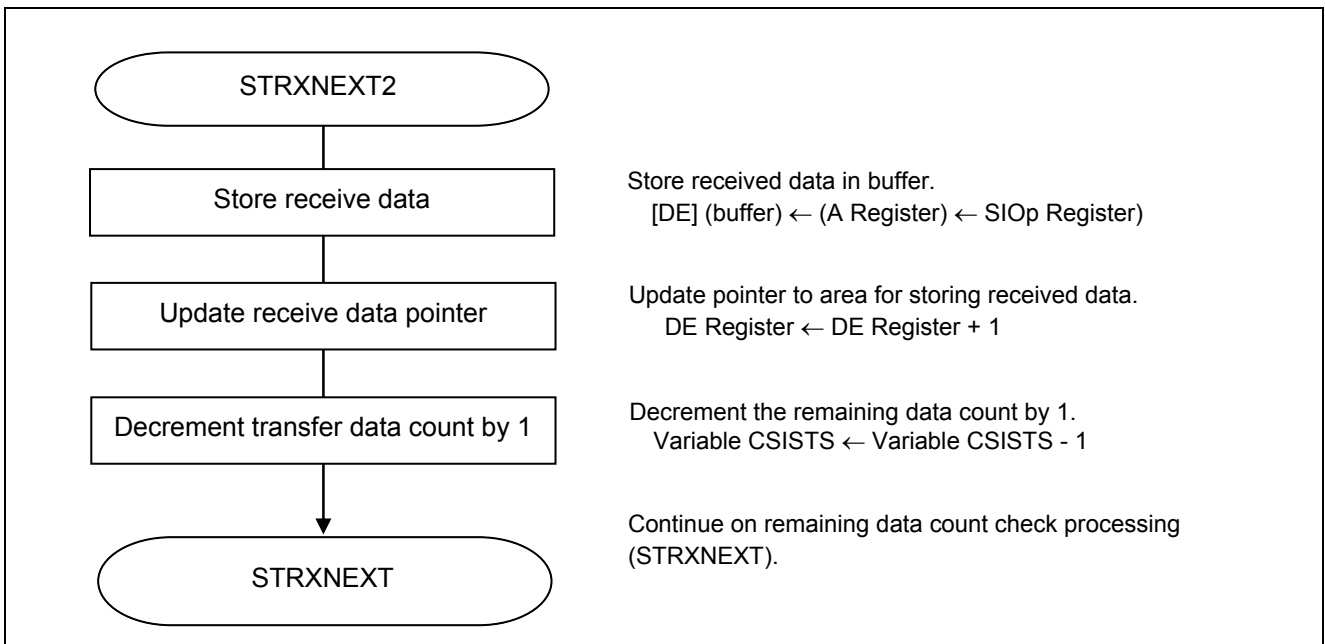 STRXNEXT2
Store receive data
Store received data in buffer.
[DE] (buffer) ← (A Register) ← SIOp Register)
Update receive data pointer
Update pointer to area for storing received data.
DE Register ← DE Register + 1
Decrement transfer data count by 1
Decrement the remaining data count by 1.
Variable CSISTS ← Variable CSISTS - 1
Continue on remaining data count check processing
(STRXNEXT).
STRXNEXT